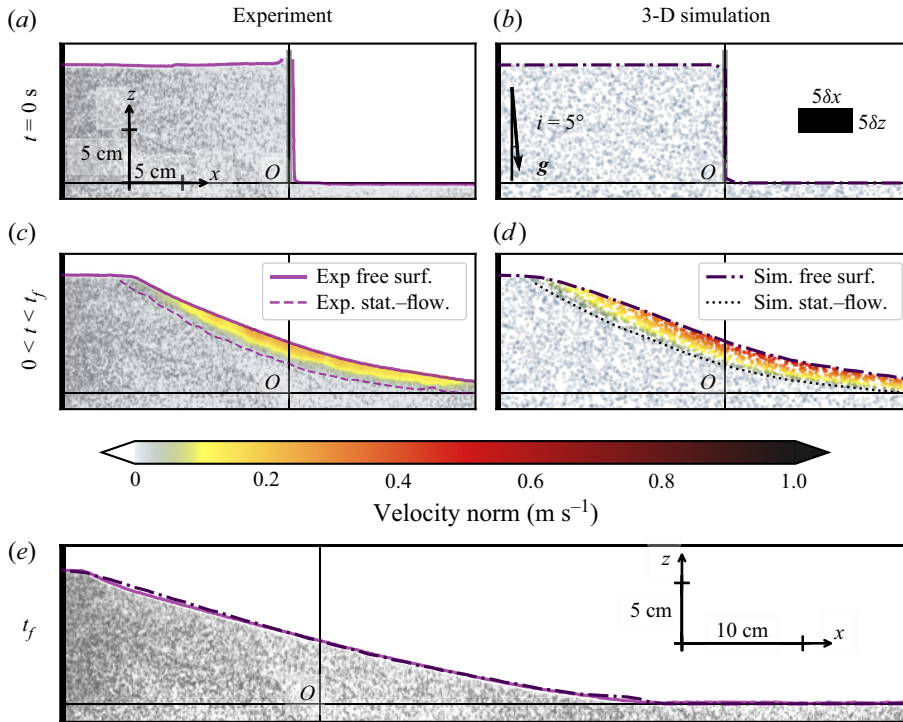 (a) Experiment
(b) 3-D simulation
t = 0 s
z
5 cm
5 cm
x
O
i = 5°
g
5δx
5δz
O
(c)
(d)
0 < t < t_f
Exp free surf.
Exp. stat.–flow.
O
Sim. free surf.
Sim. stat.–flow.
O
0 0.2 0.4 0.6 0.8 1.0
Velocity norm (m s⁻¹)
(e)
t_f
z
5 cm
10 cm
x
O